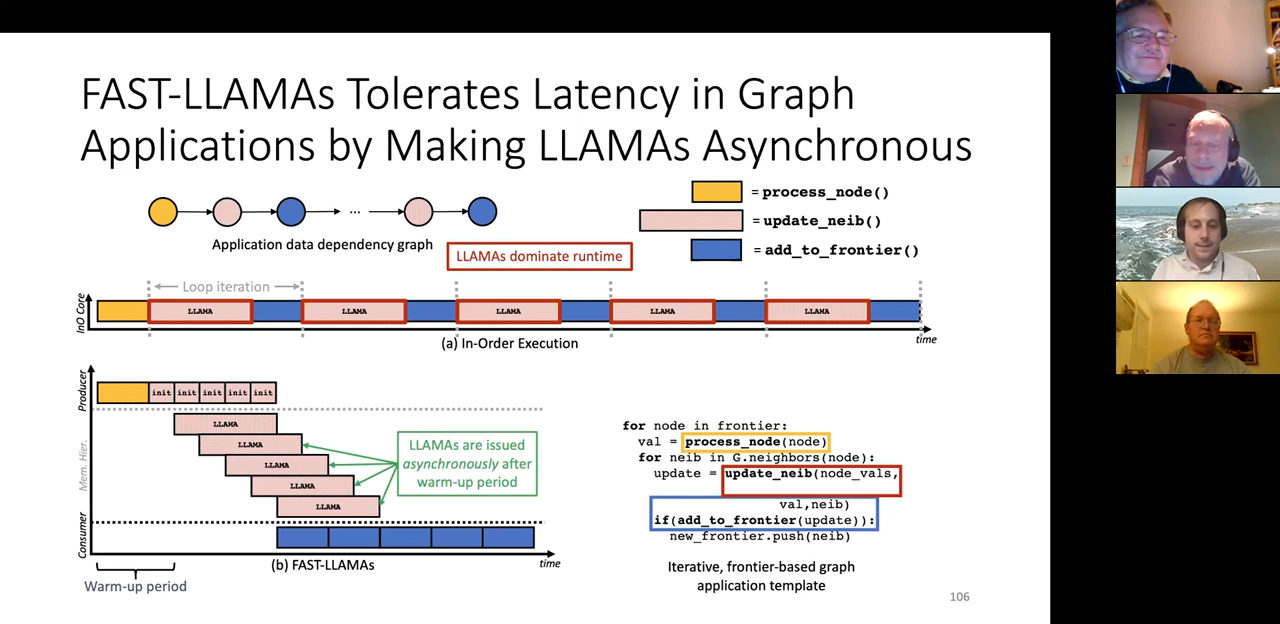 FAST-LLAMAs Tolerates Latency in Graph
Applications by Making LLAMAs Asynchronous
= process_node()
= update_neib()
= add_to_frontier()
...
Application data dependency graph
LLAMAs dominate runtime
Loop iteration
InO Core
LLAMA LLAMA LLAMA LLAMA LLAMA
time
(a) In-Order Execution
Producer
init init init init init
Mem. Hier.
LLAMA
LLAMA
LLAMA
LLAMA
LLAMA
LLAMAs are issued
asynchronously after
warm-up period
Consumer
time
(b) FAST-LLAMAs
Warm-up period
for node in frontier:
val = process_node(node)
for neib in G.neighbors(node):
update = update_neib(node_vals,
val,neib)
if(add_to_frontier(update)):
new_frontier.push(neib)
Iterative, frontier-based graph
application template
106